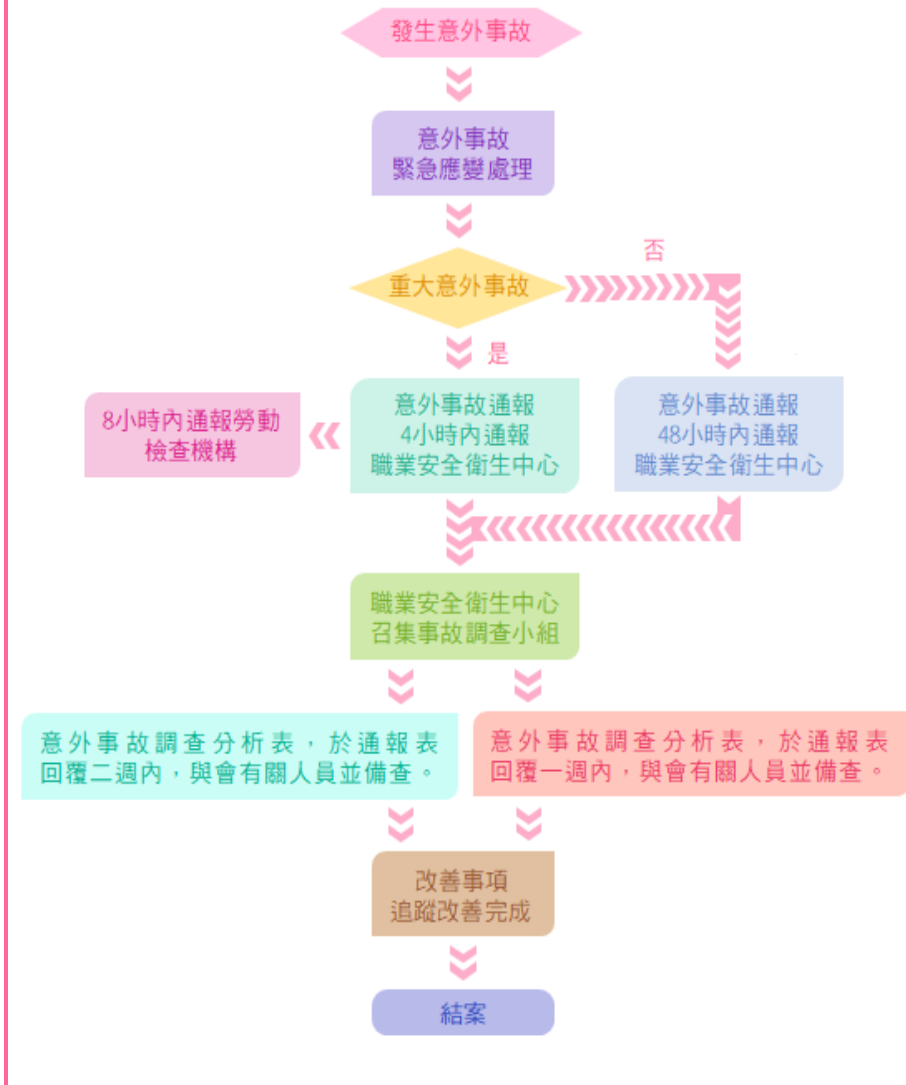 發生意外事故
意外事故
緊急應變處理
否
重大意外事故
是
8小時內通報勞動
檢查機構
意外事故通報
4小時內通報
職業安全衛生中心
意外事故通報
48小時內通報
職業安全衛生中心
職業安全衛生中心
召集事故調查小組
意外事故調查分析表，於通報表
回覆二週內，與會有關人員並備查。
意外事故調查分析表，於通報表
回覆一週內，與會有關人員並備查。
改善事項
追蹤改善完成
結案